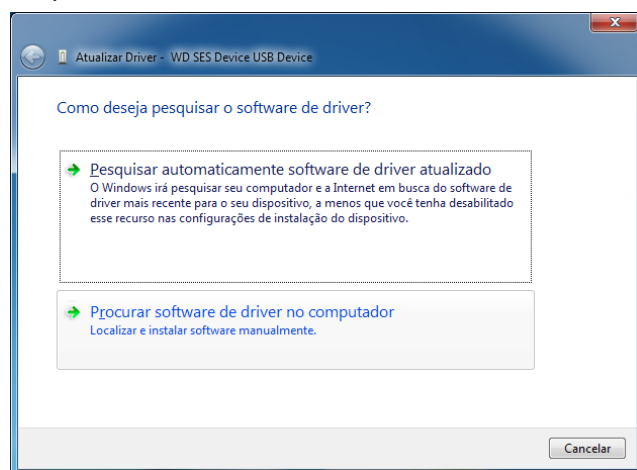 Atualizar Driver - WD SES Device USB Device
Como deseja pesquisar o software de driver?
Pesquisar automaticamente software de driver atualizado
O Windows irá pesquisar seu computador e a Internet em busca do software de
driver mais recente para o seu dispositivo, a menos que você tenha desabilitado
esse recurso nas configurações de instalação do dispositivo.
Procurar software de driver no computador
Localizar e instalar software manualmente.
Cancelar